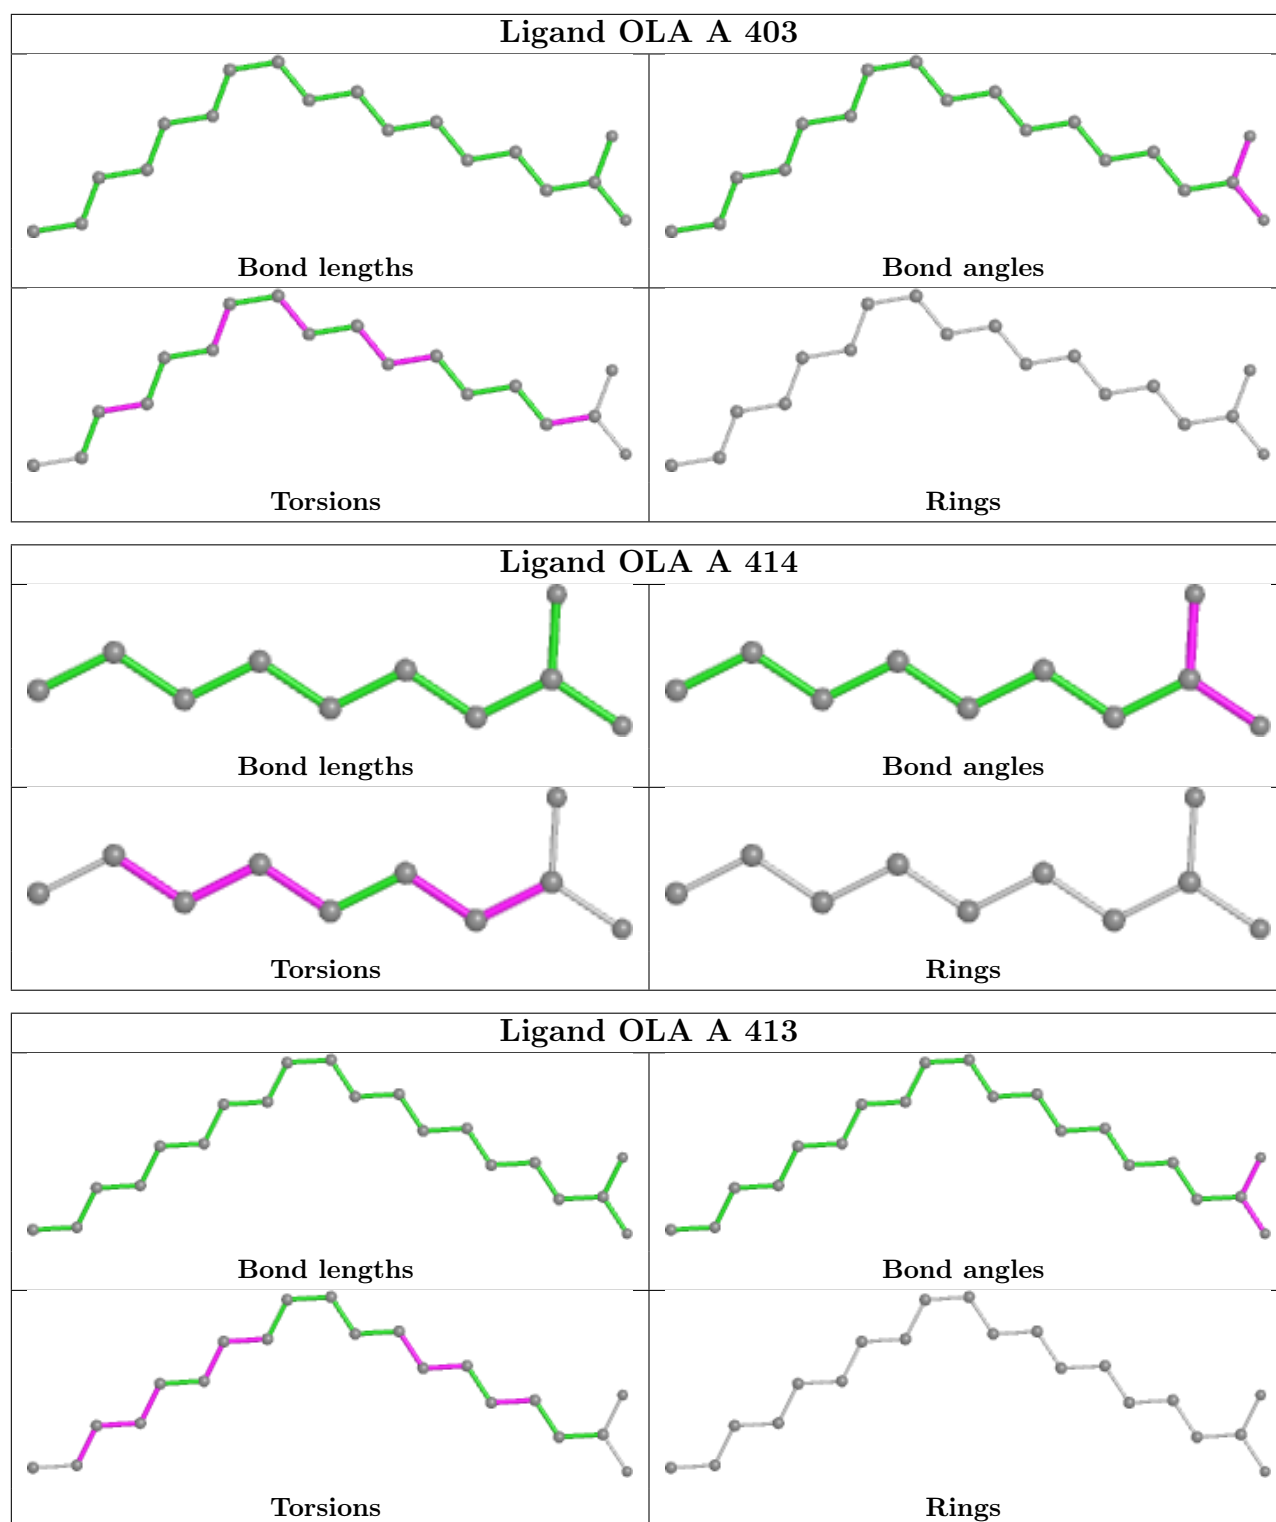 Ligand OLA A 403
Bond lengths
Bond angles
Torsions
Rings
Ligand OLA A 414
Bond lengths
Bond angles
Torsions
Rings
Ligand OLA A 413
Bond lengths
Bond angles
Torsions
Rings